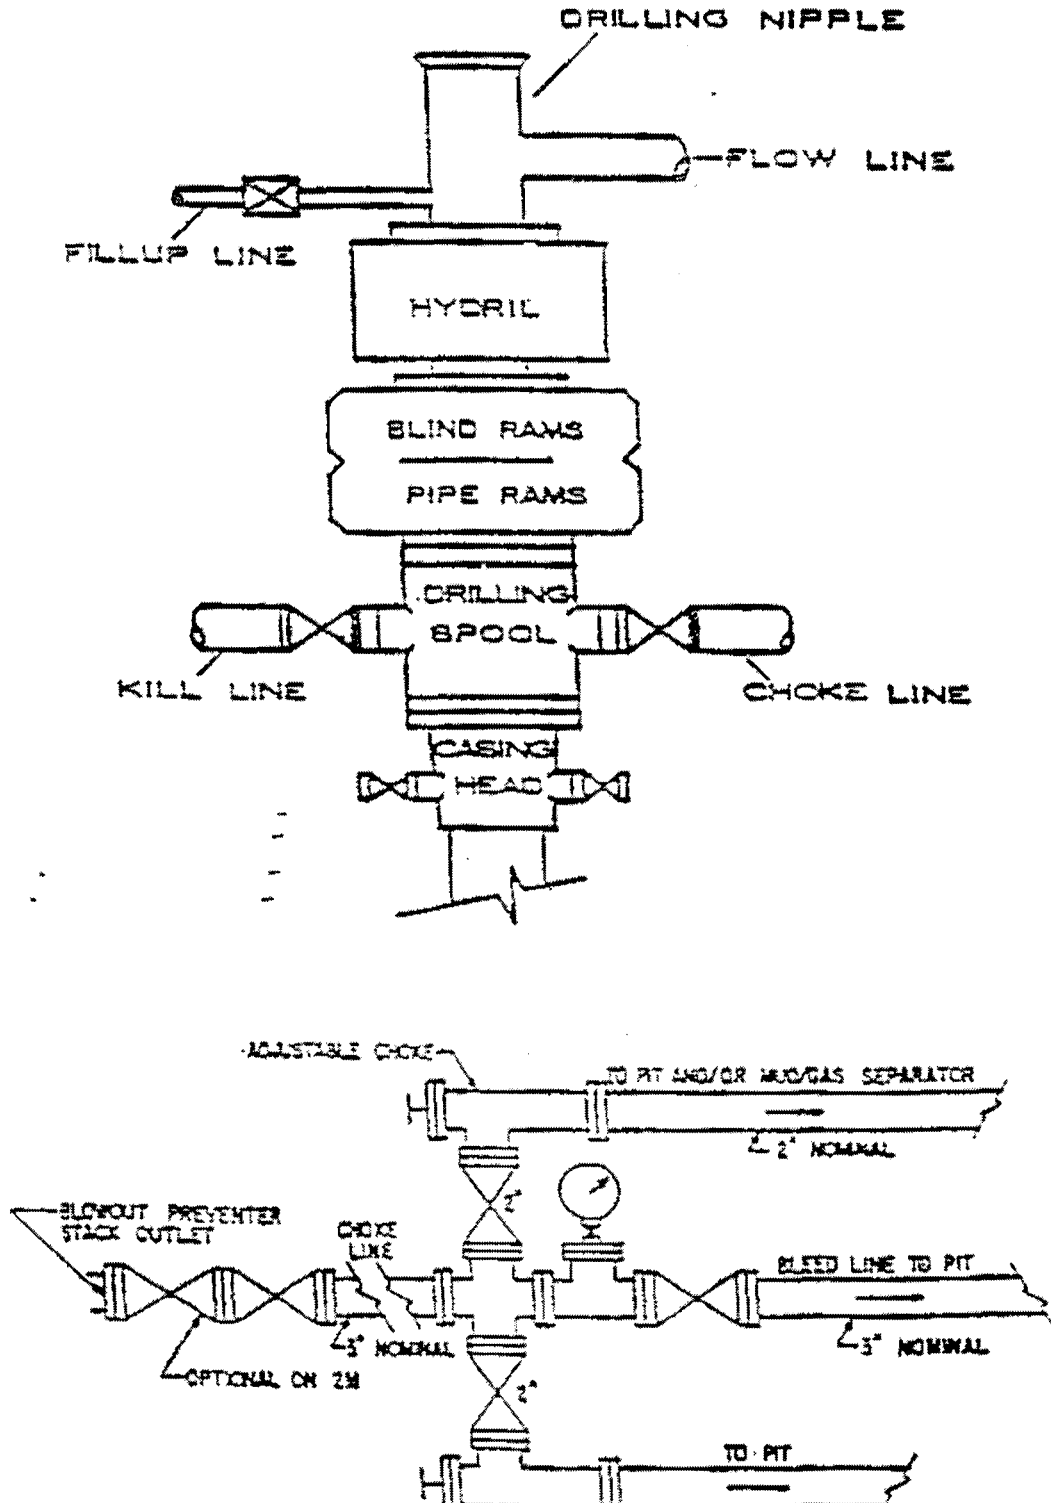 DRILLING NIPPLE
FLOW LINE
FILLUP LINE
HYDRIL
BLIND RAMS
PIPE RAMS
DRILLING
SPOOL
KILL LINE
CHOKE LINE
CASING
HEAD
ADJUSTABLE CHOKE
TO PIT AND/OR MUD/GAS SEPARATOR
2" NOMINAL
2"
BLOWOUT PREVENTER
STACK OUTLET
CHOKE
LINE
BLEED LINE TO PIT
3" NOMINAL
3" NOMINAL
OPTIONAL ON 2M
2"
TO PIT